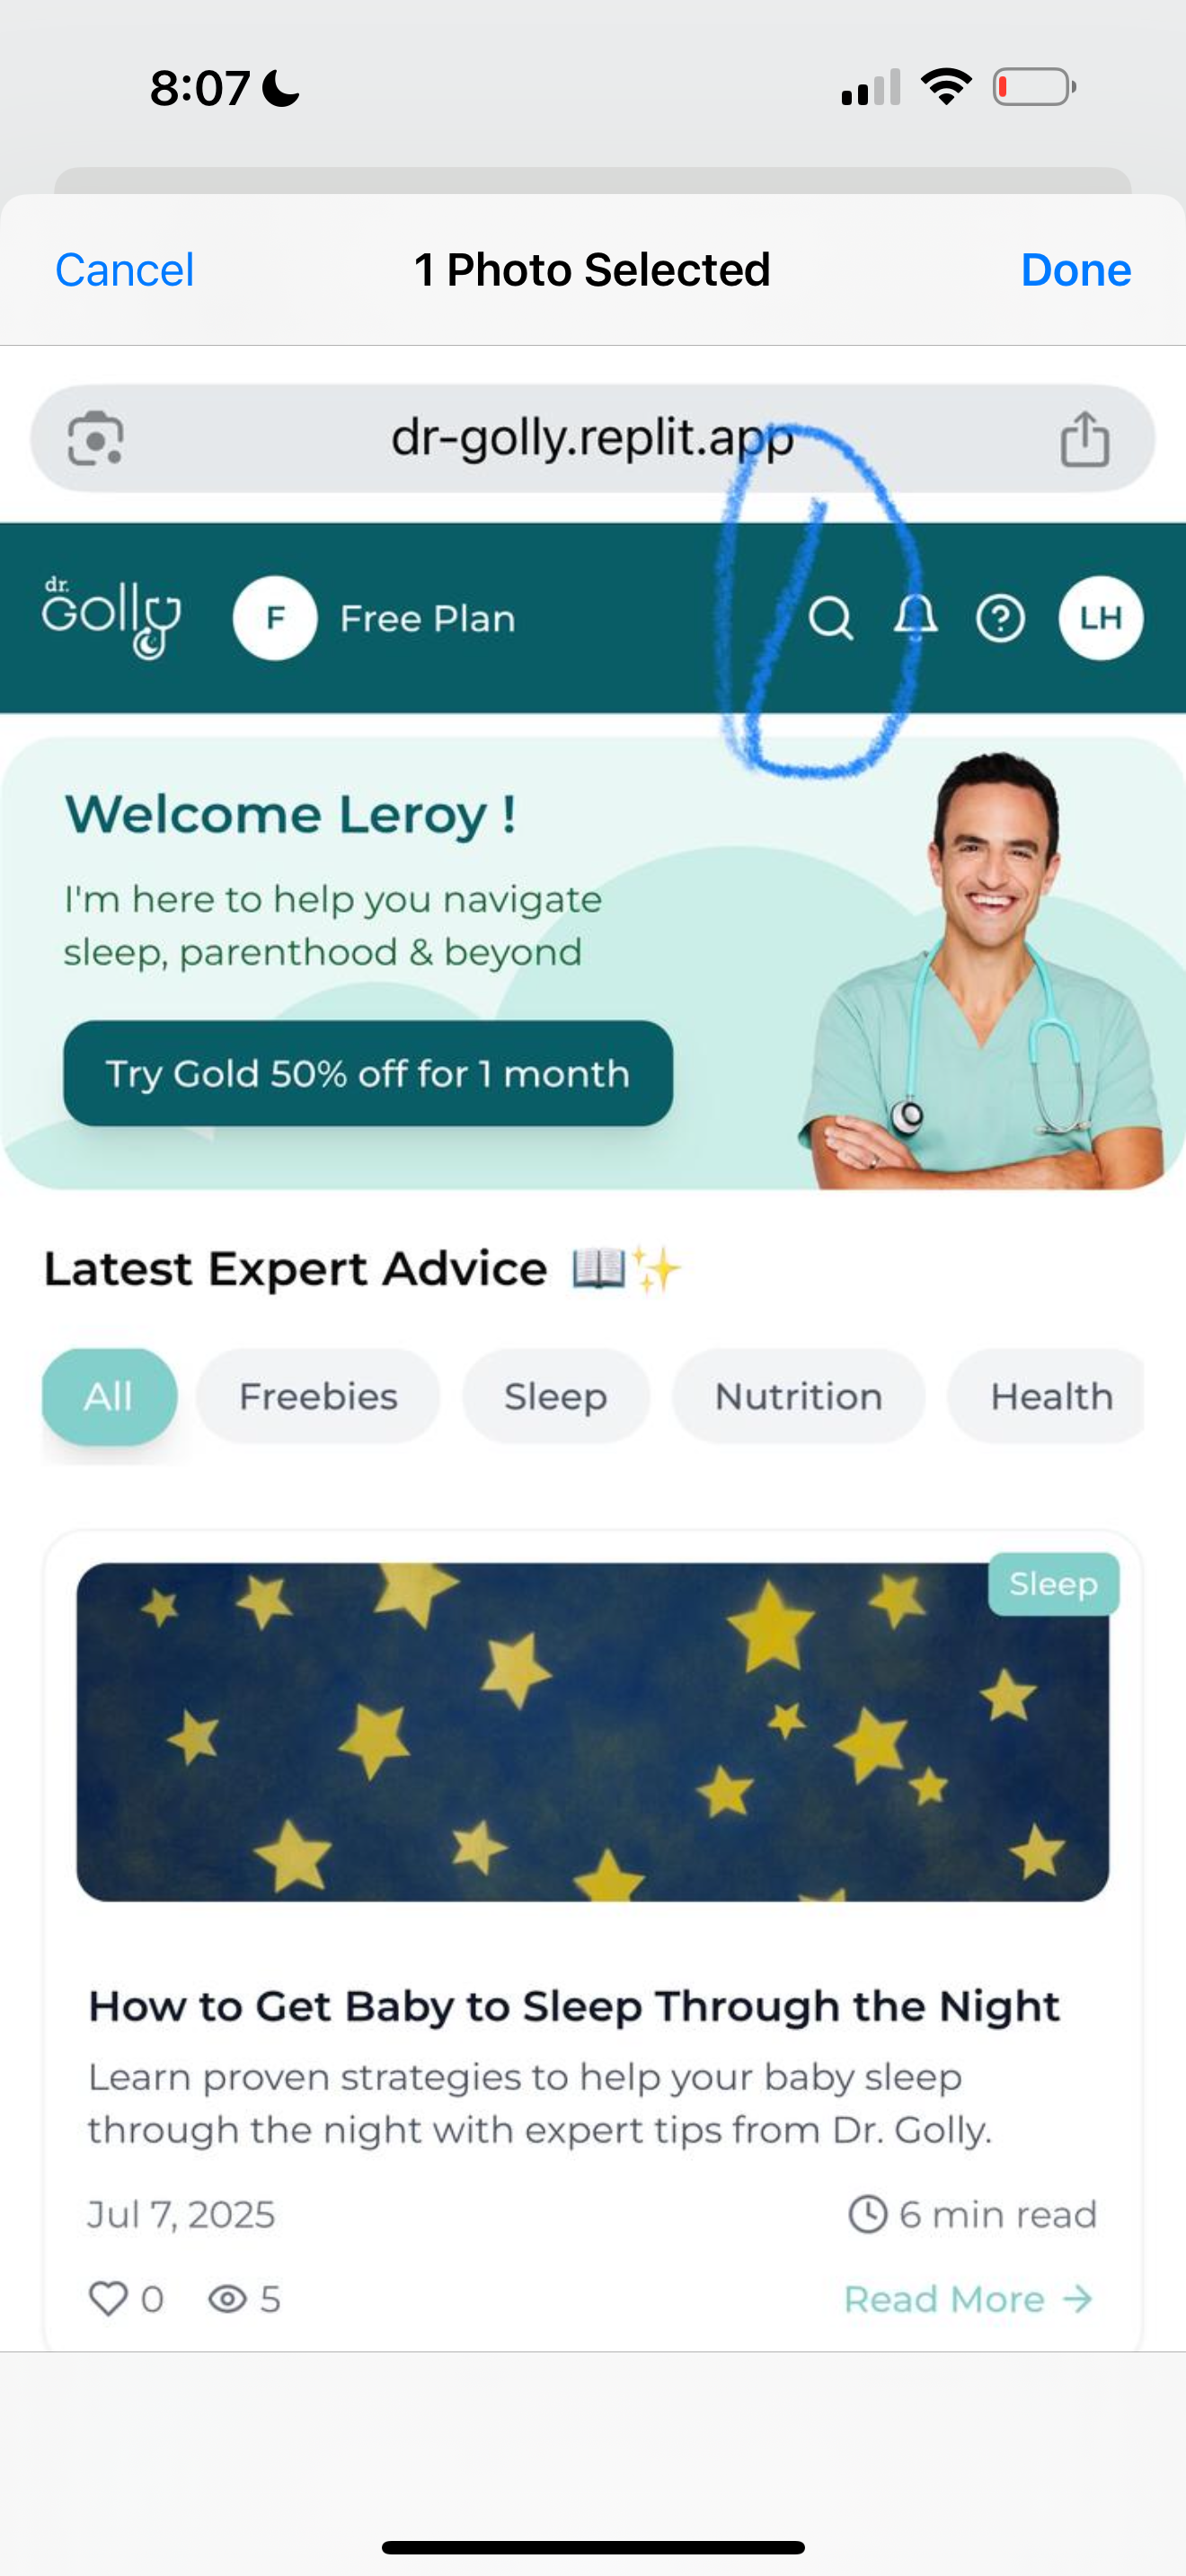 8:07
Cancel 1 Photo Selected Done
dr-golly.replit.app
dr. Golly F Free Plan LH
Welcome Leroy !
I'm here to help you navigate
sleep, parenthood & beyond
Try Gold 50% off for 1 month
Latest Expert Advice 📖✨
All Freebies Sleep Nutrition Health
Sleep
How to Get Baby to Sleep Through the Night
Learn proven strategies to help your baby sleep
through the night with expert tips from Dr. Golly.
Jul 7, 2025 6 min read
0 5 Read More →